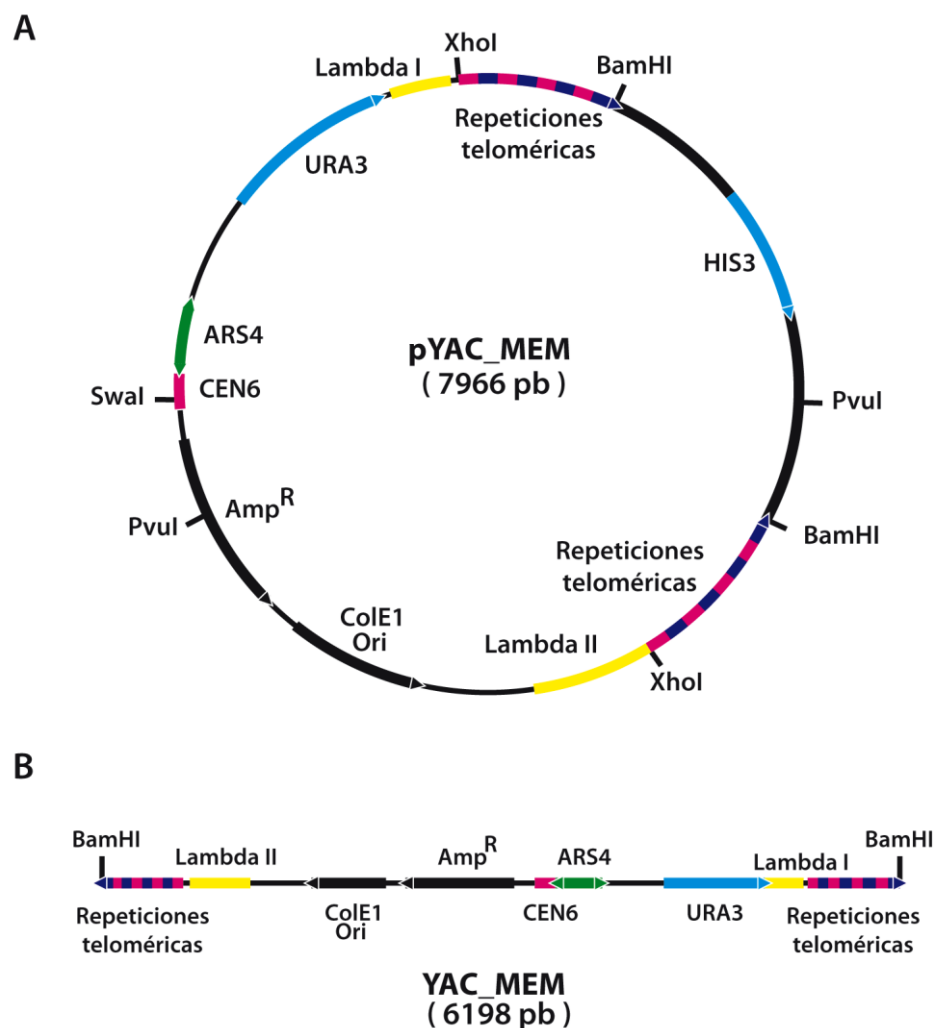 A
XhoI
Lambda I
BamHI
Repeticiones
teloméricas
URA3
HIS3
ARS4
pYAC_MEM
( 7966 pb )
SwaI
CEN6
PvuI
Amp^R
PvuI
BamHI
Repeticiones
teloméricas
ColE1
Ori
Lambda II
XhoI
B
BamHI
Lambda II
Amp^R
ARS4
Lambda I
BamHI
Repeticiones
teloméricas
ColE1
Ori
CEN6
URA3
Repeticiones
teloméricas
YAC_MEM
( 6198 pb )